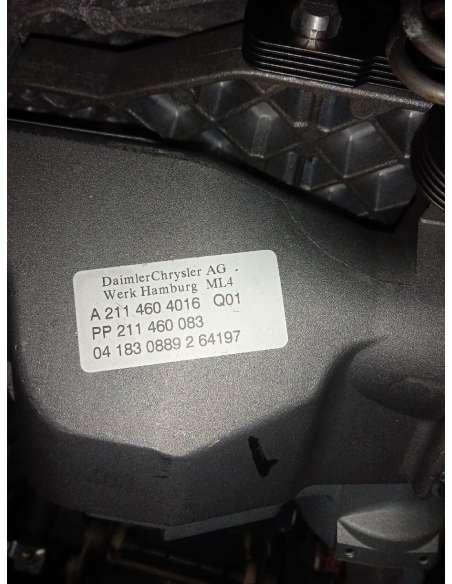 DaimlerChrysler AG
Werk Hamburg ML4
A 211 460 4016 Q01
PP 211 460 083
04 183 0889 2 64197